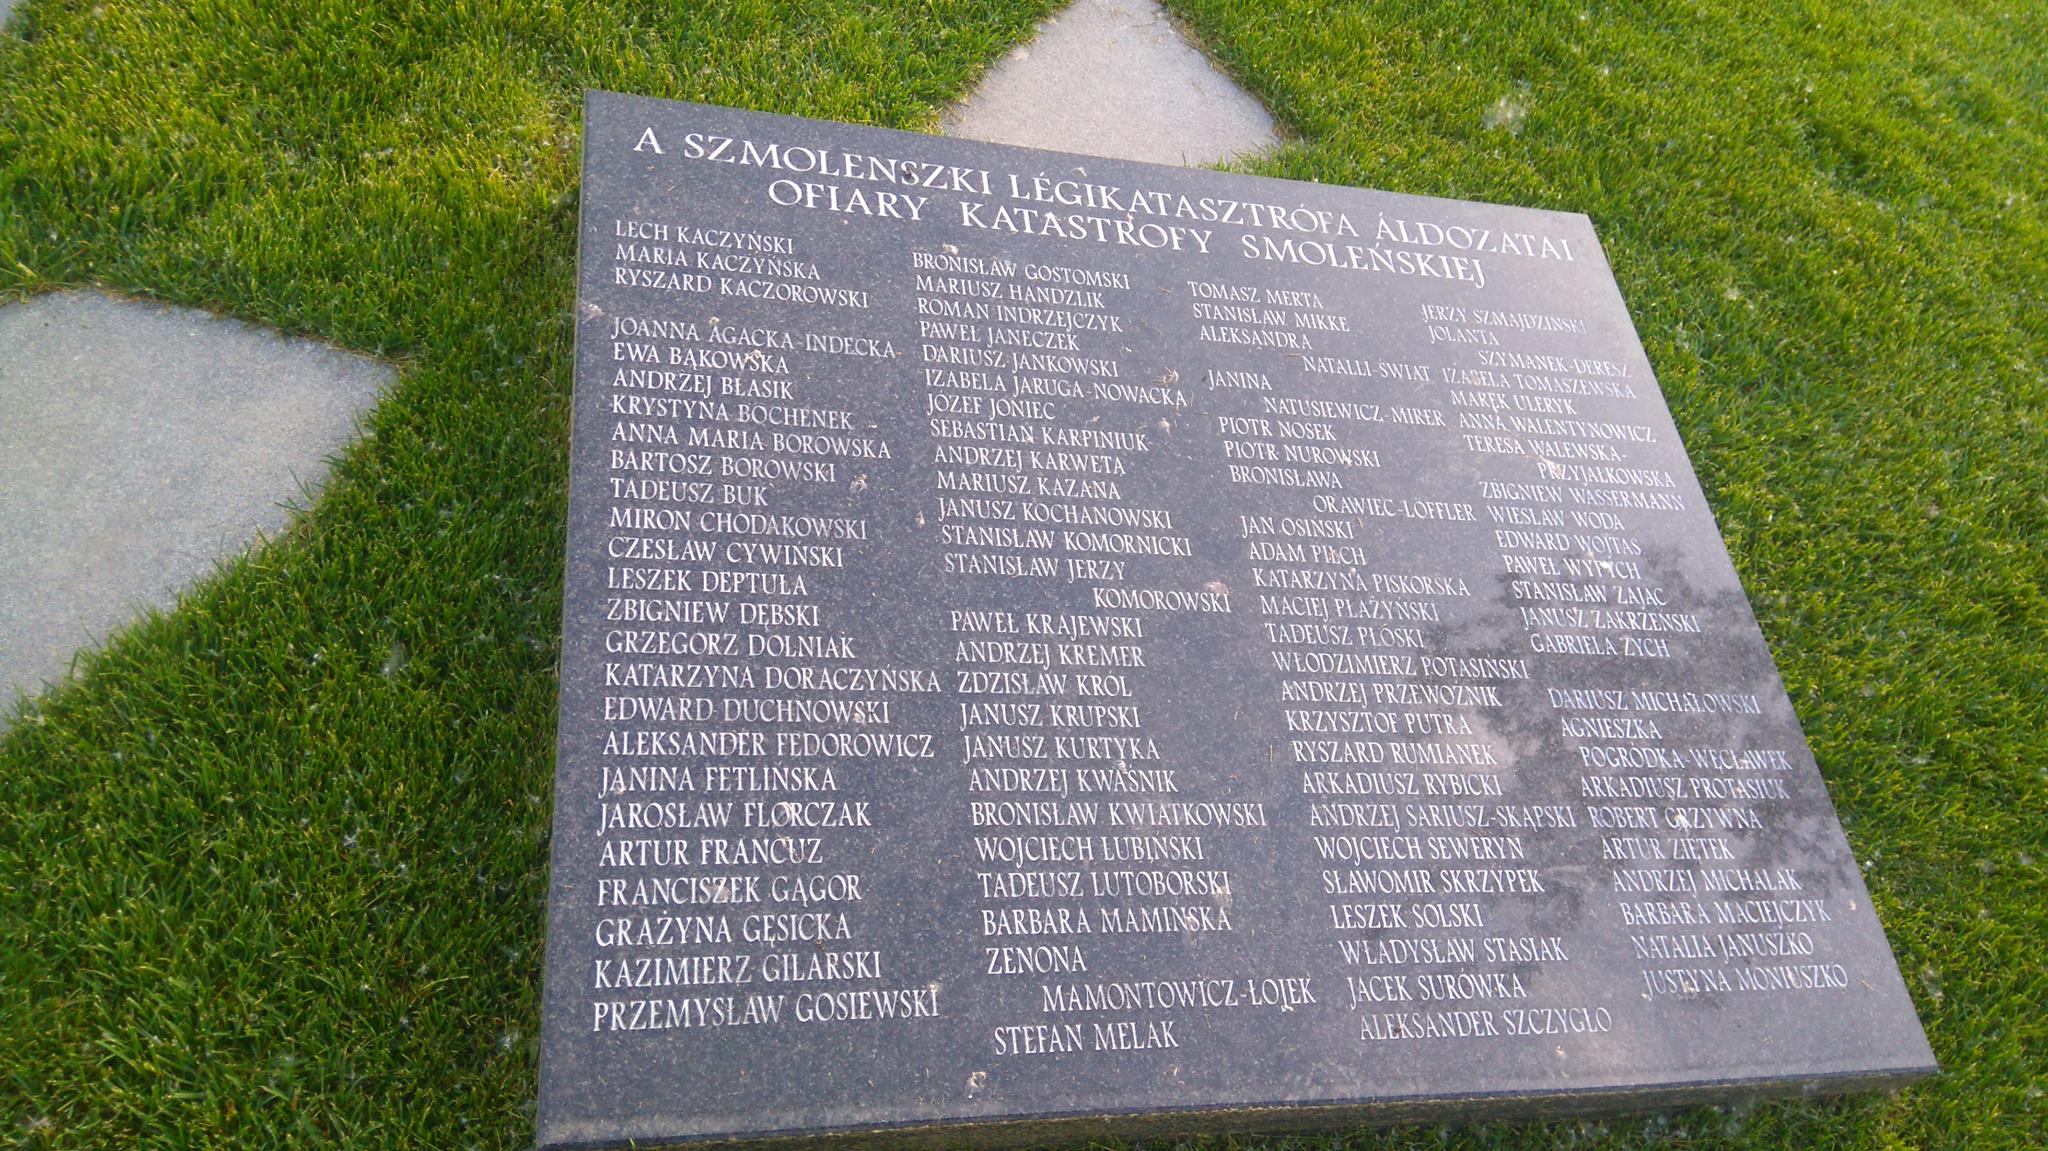 A SZMOLENSZKI LÉGIKATASZTRÓFA ÁLDOZATAI
OFIARY KATASTROFY SMOLEŃSKIEJ
LECH KACZYŃSKI
MARIA KACZYŃSKA
RYSZARD KACZOROWSKI
JOANNA AGACKA-INDECKA
EWA BĄKOWSKA
ANDRZEJ BŁASIK
KRYSTYNA BOCHENEK
ANNA MARIA BOROWSKA
BARTOSZ BOROWSKI
TADEUSZ BUK
MIRON CHODAKOWSKI
CZESŁAW CYWIŃSKI
LESZEK DEPTUŁA
ZBIGNIEW DĘBSKI
GRZEGORZ DOLNIAK
KATARZYNA DORACZYŃSKA
EDWARD DUCHNOWSKI
ALEKSANDER FEDOROWICZ
JANINA FETLIŃSKA
JAROSŁAW FLORCZAK
ARTUR FRANCUZ
FRANCISZEK GĄGOR
GRAŻYNA GĘSICKA
KAZIMIERZ GILARSKI
PRZEMYSŁAW GOSIEWSKI
BRONISŁAW GOSTOMSKI
MARIUSZ HANDZLIK
ROMAN INDRZEJCZYK
PAWEŁ JANECZEK
DARIUSZ JANKOWSKI
IZABELA JARUGA-NOWACKA
JÓZEF JONIEC
SEBASTIAN KARPINIUK
ANDRZEJ KARWETA
MARIUSZ KAZANA
JANUSZ KOCHANOWSKI
STANISŁAW KOMORNICKI
STANISŁAW JERZY
KOMOROWSKI
PAWEŁ KRAJEWSKI
ANDRZEJ KREMER
ZDZISŁAW KRÓL
JANUSZ KRUPSKI
JANUSZ KURTYKA
ANDRZEJ KWAŚNIK
BRONISŁAW KWIATKOWSKI
WOJCIECH LUBIŃSKI
TADEUSZ LUTOBORSKI
BARBARA MAMIŃSKA
ZENONA
MAMONTOWICZ-ŁOJEK
STEFAN MELAK
TOMASZ MERTA
STANISŁAW MIKKE
ALEKSANDRA
NATALLI-ŚWIAT
JANINA
NATUSIEWICZ-MIRER
PIOTR NOSEK
PIOTR NUROWSKI
BRONISŁAWA
ORAWIEC-LÖFFLER
JAN OSIŃSKI
ADAM PILCH
KATARZYNA PISKORSKA
MACIEJ PŁAŻYŃSKI
TADEUSZ PŁOSKI
WŁODZIMIERZ POTASIŃSKI
ANDRZEJ PRZEWOŹNIK
KRZYSZTOF PUTRA
RYSZARD RUMIANEK
ARKADIUSZ RYBICKI
ANDRZEJ SARIUSZ-SKĄPSKI
WOJCIECH SEWERYN
SŁAWOMIR SKRZYPEK
LESZEK SOLSKI
WŁADYSŁAW STASIAK
JACEK SURÓWKA
ALEKSANDER SZCZYGŁO
JERZY SZMAJDZIŃSKI
JOLANTA
SZYMANEK-DERESZ
IZABELA TOMASZEWSKA
MAREK ULERYK
ANNA WALENTYNOWICZ
TERESA WALEWSKA-
PRZYJAŁKOWSKA
ZBIGNIEW WASSERMANN
WIESŁAW WODA
EDWARD WOJTAS
PAWEŁ WYPYCH
STANISŁAW ZAJĄC
JANUSZ ZAKRZEŃSKI
GABRIELA ZYCH
DARIUSZ MICHAŁOWSKI
AGNIESZKA
POGRÓDKA-WĘCŁAWEK
ARKADIUSZ PROTASIUK
ROBERT GRZYWNA
ARTUR ZIĘTEK
ANDRZEJ MICHALAK
BARBARA MACIEJCZYK
NATALIA JANUSZKO
JUSTYNA MONIUSZKO